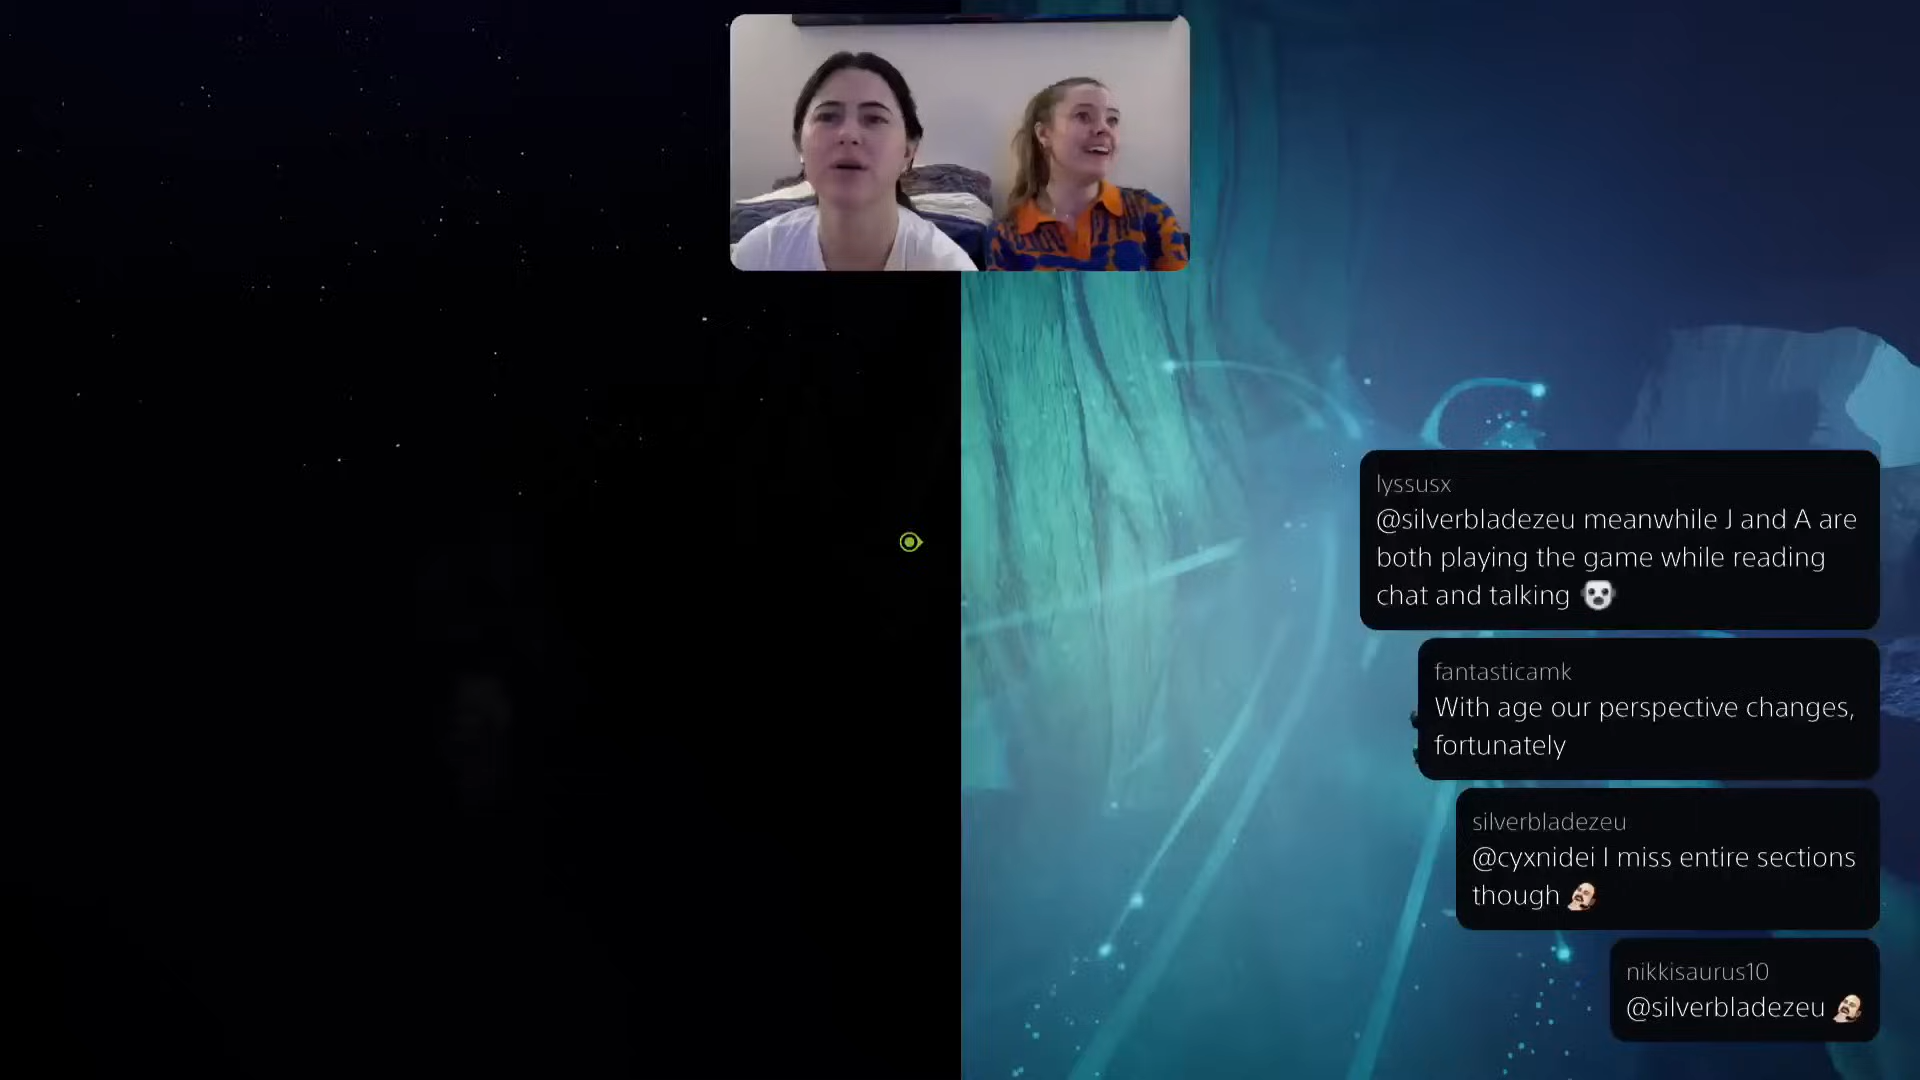 lyssusx
@silverbladezeu meanwhile J and A are
both playing the game while reading
chat and talking
fantasticamk
With age our perspective changes,
fortunately
silverbladezeu
@cyxnidei I miss entire sections
though
nikkisaurus10
@silverbladezeu